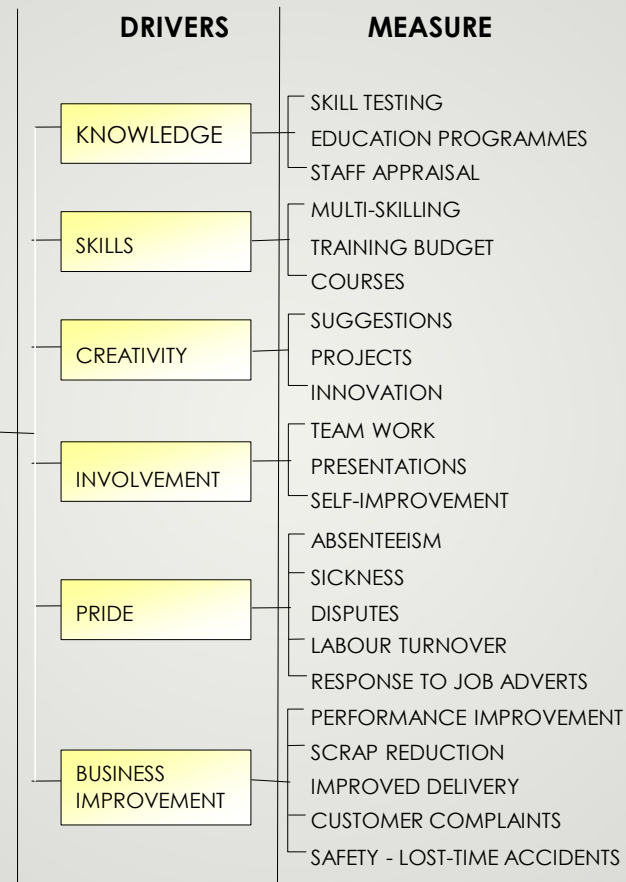 DRIVERS
MEASURE
KNOWLEDGE
SKILL TESTING
EDUCATION PROGRAMMES
STAFF APPRAISAL
SKILLS
MULTI-SKILLING
TRAINING BUDGET
COURSES
CREATIVITY
SUGGESTIONS
PROJECTS
INNOVATION
INVOLVEMENT
TEAM WORK
PRESENTATIONS
SELF-IMPROVEMENT
PRIDE
ABSENTEEISM
SICKNESS
DISPUTES
LABOUR TURNOVER
RESPONSE TO JOB ADVERTS
BUSINESS
IMPROVEMENT
PERFORMANCE IMPROVEMENT
SCRAP REDUCTION
IMPROVED DELIVERY
CUSTOMER COMPLAINTS
SAFETY - LOST-TIME ACCIDENTS